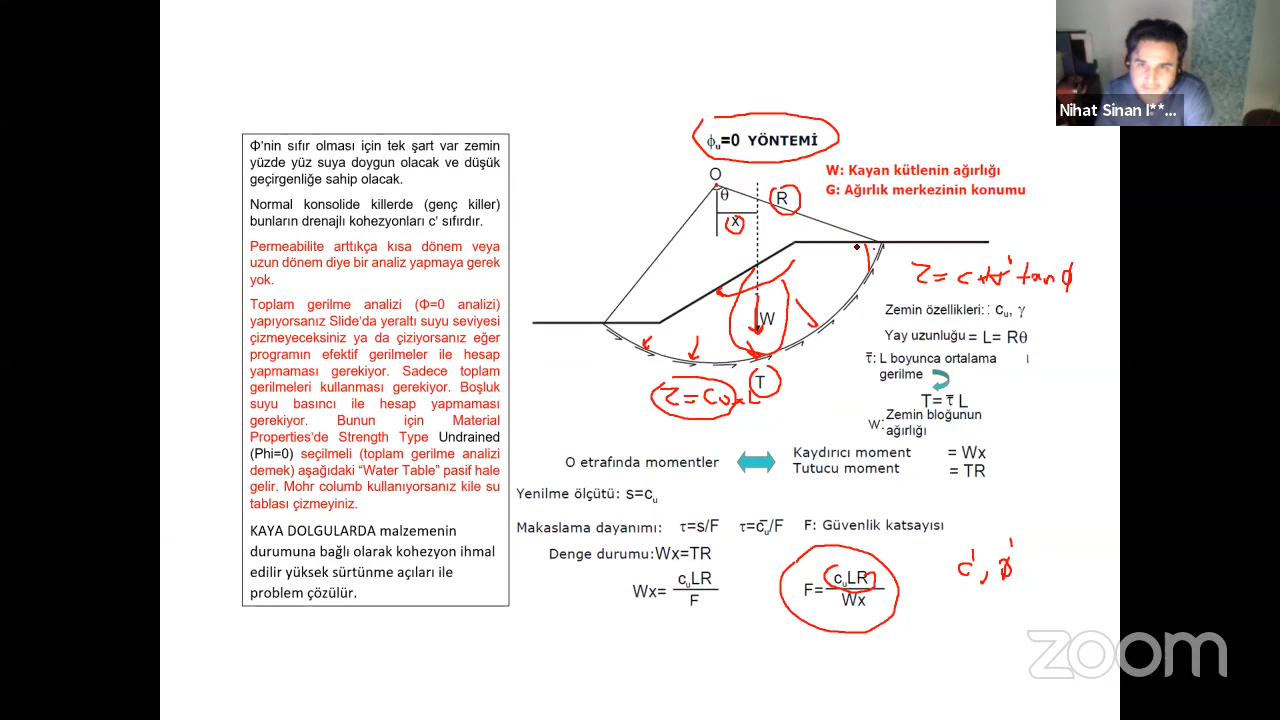 Nihat Sinan I**...
Φ'nin sıfır olması için tek şart var zemin
yüzde yüz suya doygun olacak ve düşük
geçirgenliğe sahip olacak.
Normal konsolide killerde (genç killer)
bunların drenajlı kohezyonları c' sıfırdır.
Permeabilite arttıkça kısa dönem veya
uzun dönem diye bir analiz yapmaya gerek
yok.
Toplam gerilme analizi (Φ=0 analizi)
yapıyorsanız Slide'da yeraltı suyu seviyesi
çizmeyeceksiniz ya da çiziyorsanız eğer
programın efektif gerilmeler ile hesap
yapmaması gerekiyor. Sadece toplam
gerilmeleri kullanması gerekiyor. Boşluk
suyu basıncı ile hesap yapmaması
gerekiyor. Bunun için Material
Properties'de Strength Type Undrained
(Phi=0) seçilmeli (toplam gerilme analizi
demek) aşağıdaki “Water Table” pasif hale
gelir. Mohr columb kullanıyorsanız kile su
tablası çizmeyiniz.
KAYA DOLGULARDA malzemenin
durumuna bağlı olarak kohezyon ihmal
edilir yüksek sürtünme açıları ile
problem çözülür.
ϕu=0 YÖNTEMİ
W: Kayan kütlenin ağırlığı
G: Ağırlık merkezinin konumu
O
θ
R
x
W
T
τ = cu x L
τ = c + σ' tan ϕ
Zemin özellikleri: : cu, γ
Yay uzunluğu = L= Rθ
τ̄: L boyunca ortalama
gerilme
T= τ̄ L
W: Zemin bloğunun
ağırlığı
O etrafında momentler
Kaydırıcı moment = Wx
Tutucu moment = TR
Yenilme ölçütü: s=cu
Makaslama dayanımı: τ=s/F τ=c̄u/F F: Güvenlik katsayısı
Denge durumu:Wx=TR
Wx= cuLR / F
F= cuLR / Wx
c', ϕ'
zoom